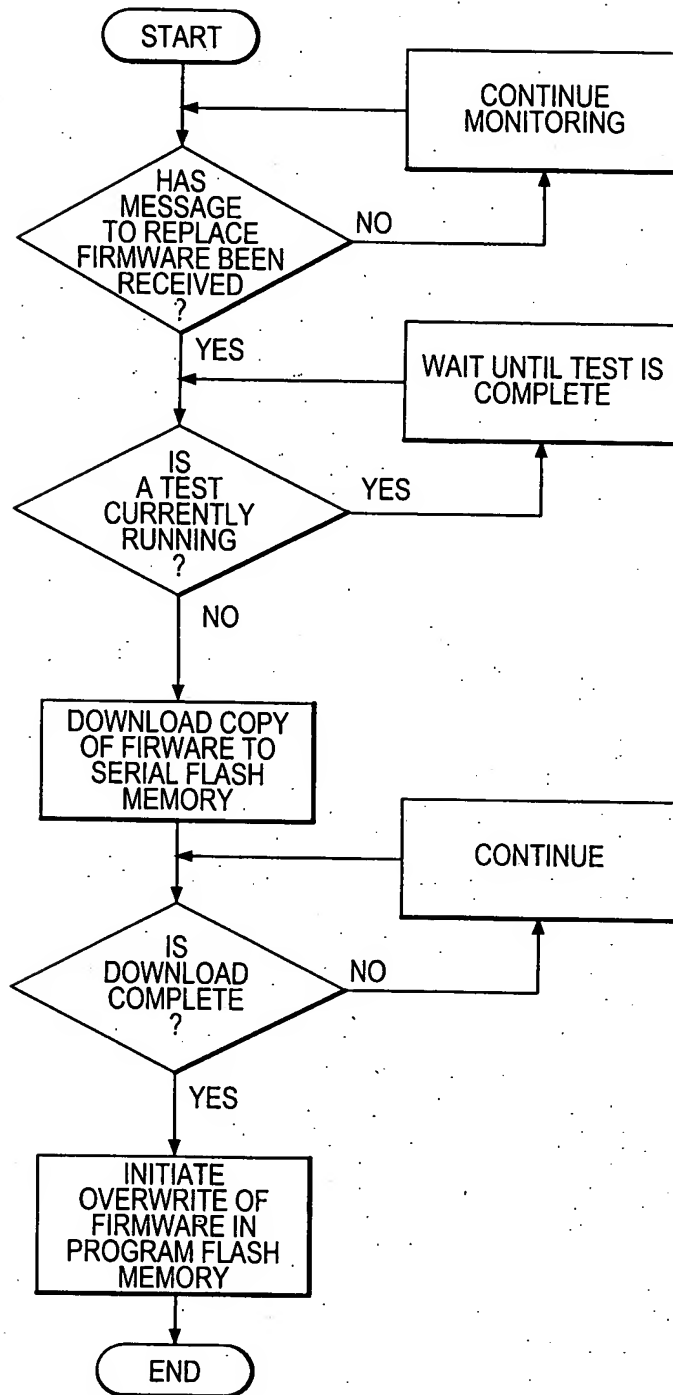 START
CONTINUE
MONITORING
HAS
MESSAGE
TO REPLACE
FIRMWARE BEEN
RECEIVED
?
NO
YES
WAIT UNTIL TEST IS
COMPLETE
IS
A TEST
CURRENTLY
RUNNING
?
YES
NO
DOWNLOAD COPY
OF FIRWARE TO
SERIAL FLASH
MEMORY
CONTINUE
IS
DOWNLOAD
COMPLETE
?
NO
YES
INITIATE
OVERWRITE OF
FIRMWARE IN
PROGRAM FLASH
MEMORY
END